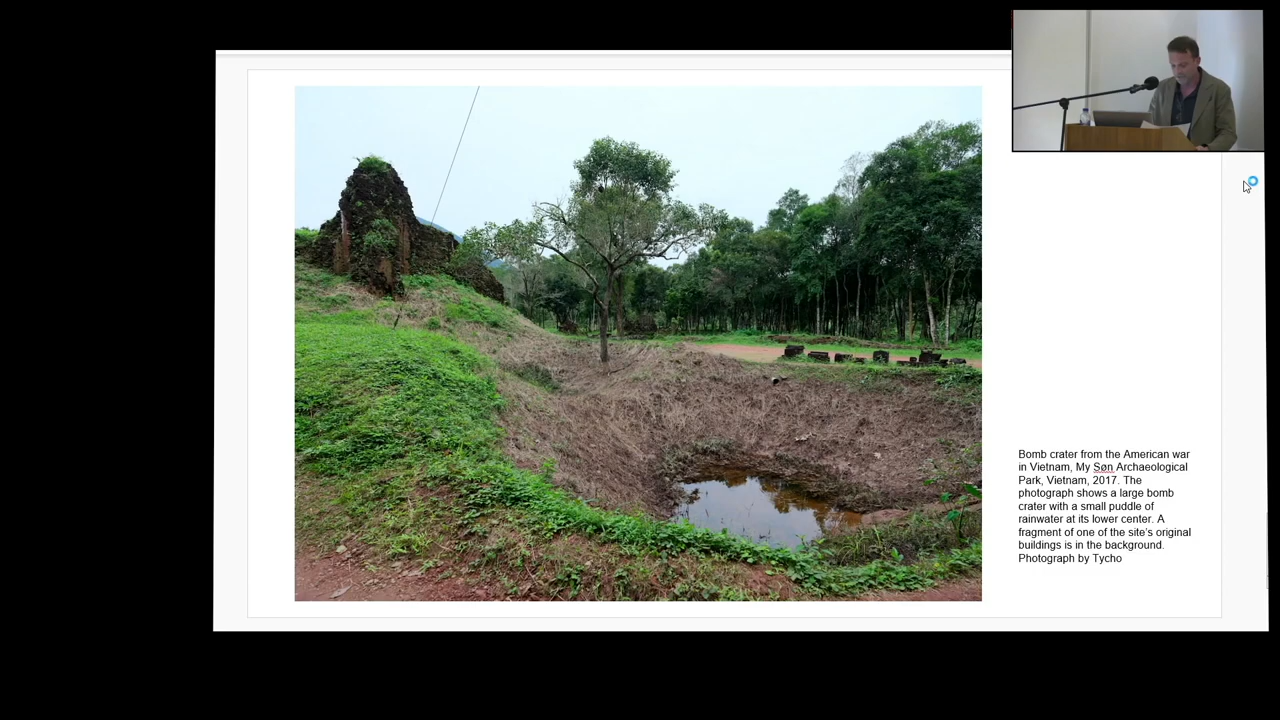 Bomb crater from the American war
in Vietnam, My Søn Archaeological
Park, Vietnam, 2017. The
photograph shows a large bomb
crater with a small puddle of
rainwater at its lower center. A
fragment of one of the site's original
buildings is in the background.
Photograph by Tycho